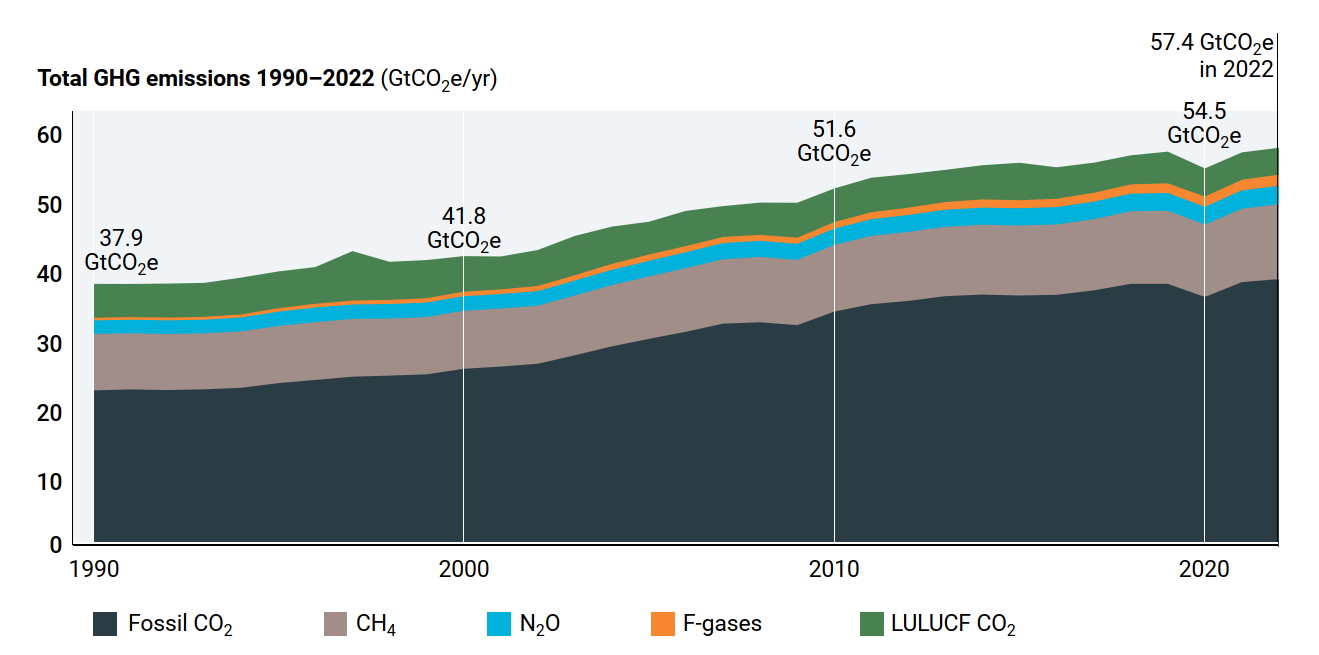 57.4 GtCO₂e
in 2022
Total GHG emissions 1990–2022 (GtCO₂e/yr)
60
50
40
30
20
10
0
37.9
GtCO₂e
41.8
GtCO₂e
51.6
GtCO₂e
54.5
GtCO₂e
1990 2000 2010 2020
Fossil CO₂ CH₄ N₂O F-gases LULUCF CO₂